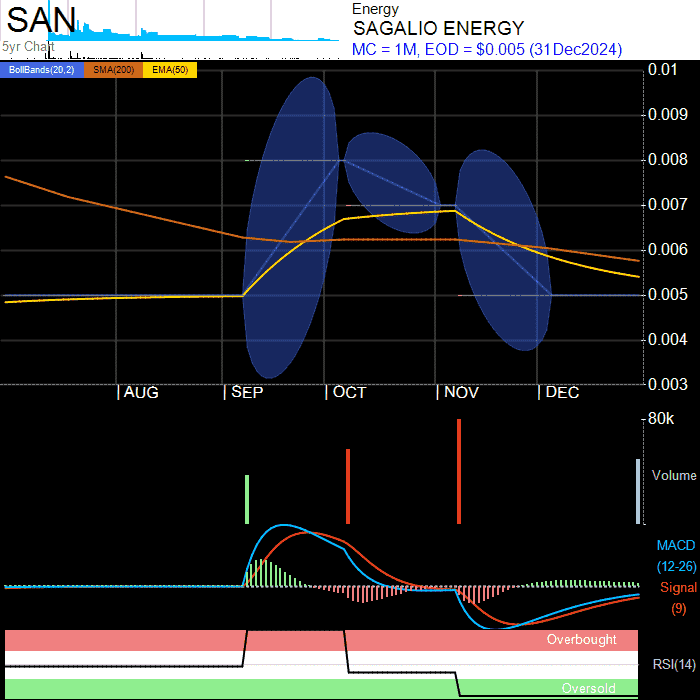 SAN
5yr Chart
Energy
SAGALIO ENERGY
MC = 1M, EOD = $0.005 (31Dec2024)
BollBands(20,2) SMA(200) EMA(50)
0.01
0.009
0.008
0.007
0.006
0.005
0.004
0.003
AUG SEP OCT NOV DEC
80k
Volume
MACD
(12-26)
Signal
(9)
Overbought
RSI(14)
Oversold